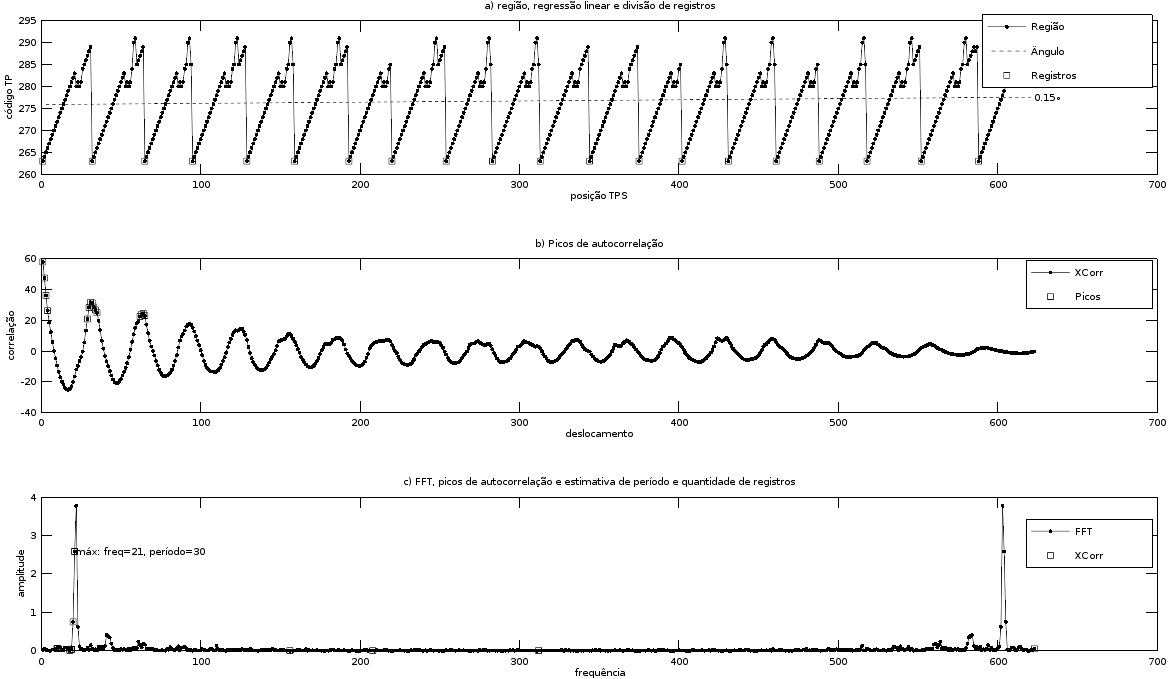 a) região, regressão linear e divisão de registros
295
290
285
280
275
270
265
260
código TP
Região
Ângulo
Registros
0.15°
0
100
200
300
400
500
600
700
posição TPS
b) Picos de autocorrelação
60
40
20
0
-20
-40
correlação
XCorr
Picos
0
100
200
300
400
500
600
700
deslocamento
c) FFT, picos de autocorrelação e estimativa de período e quantidade de registros
4
3
2
1
0
amplitude
máx: freq=21, período=30
FFT
XCorr
0
100
200
300
400
500
600
700
frequência